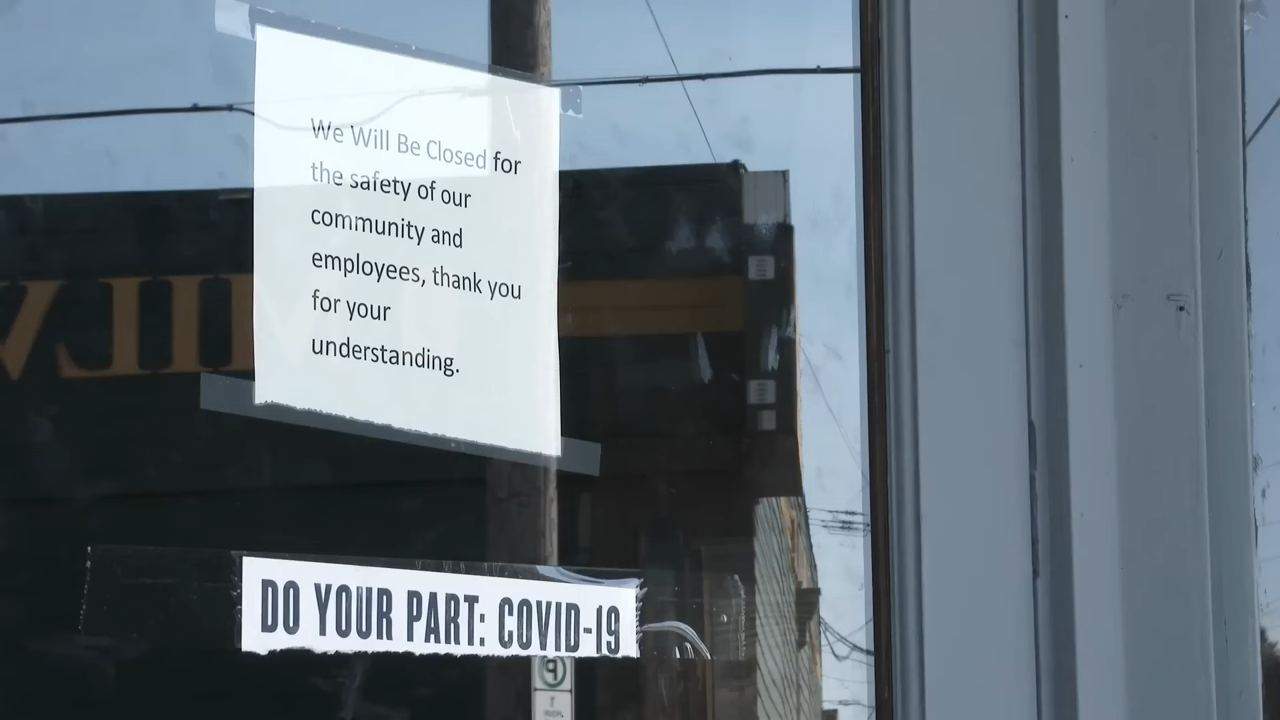 We Will Be Closed for
the safety of our
community and
employees, thank you
for your
understanding.
DO YOUR PART: COVID-19